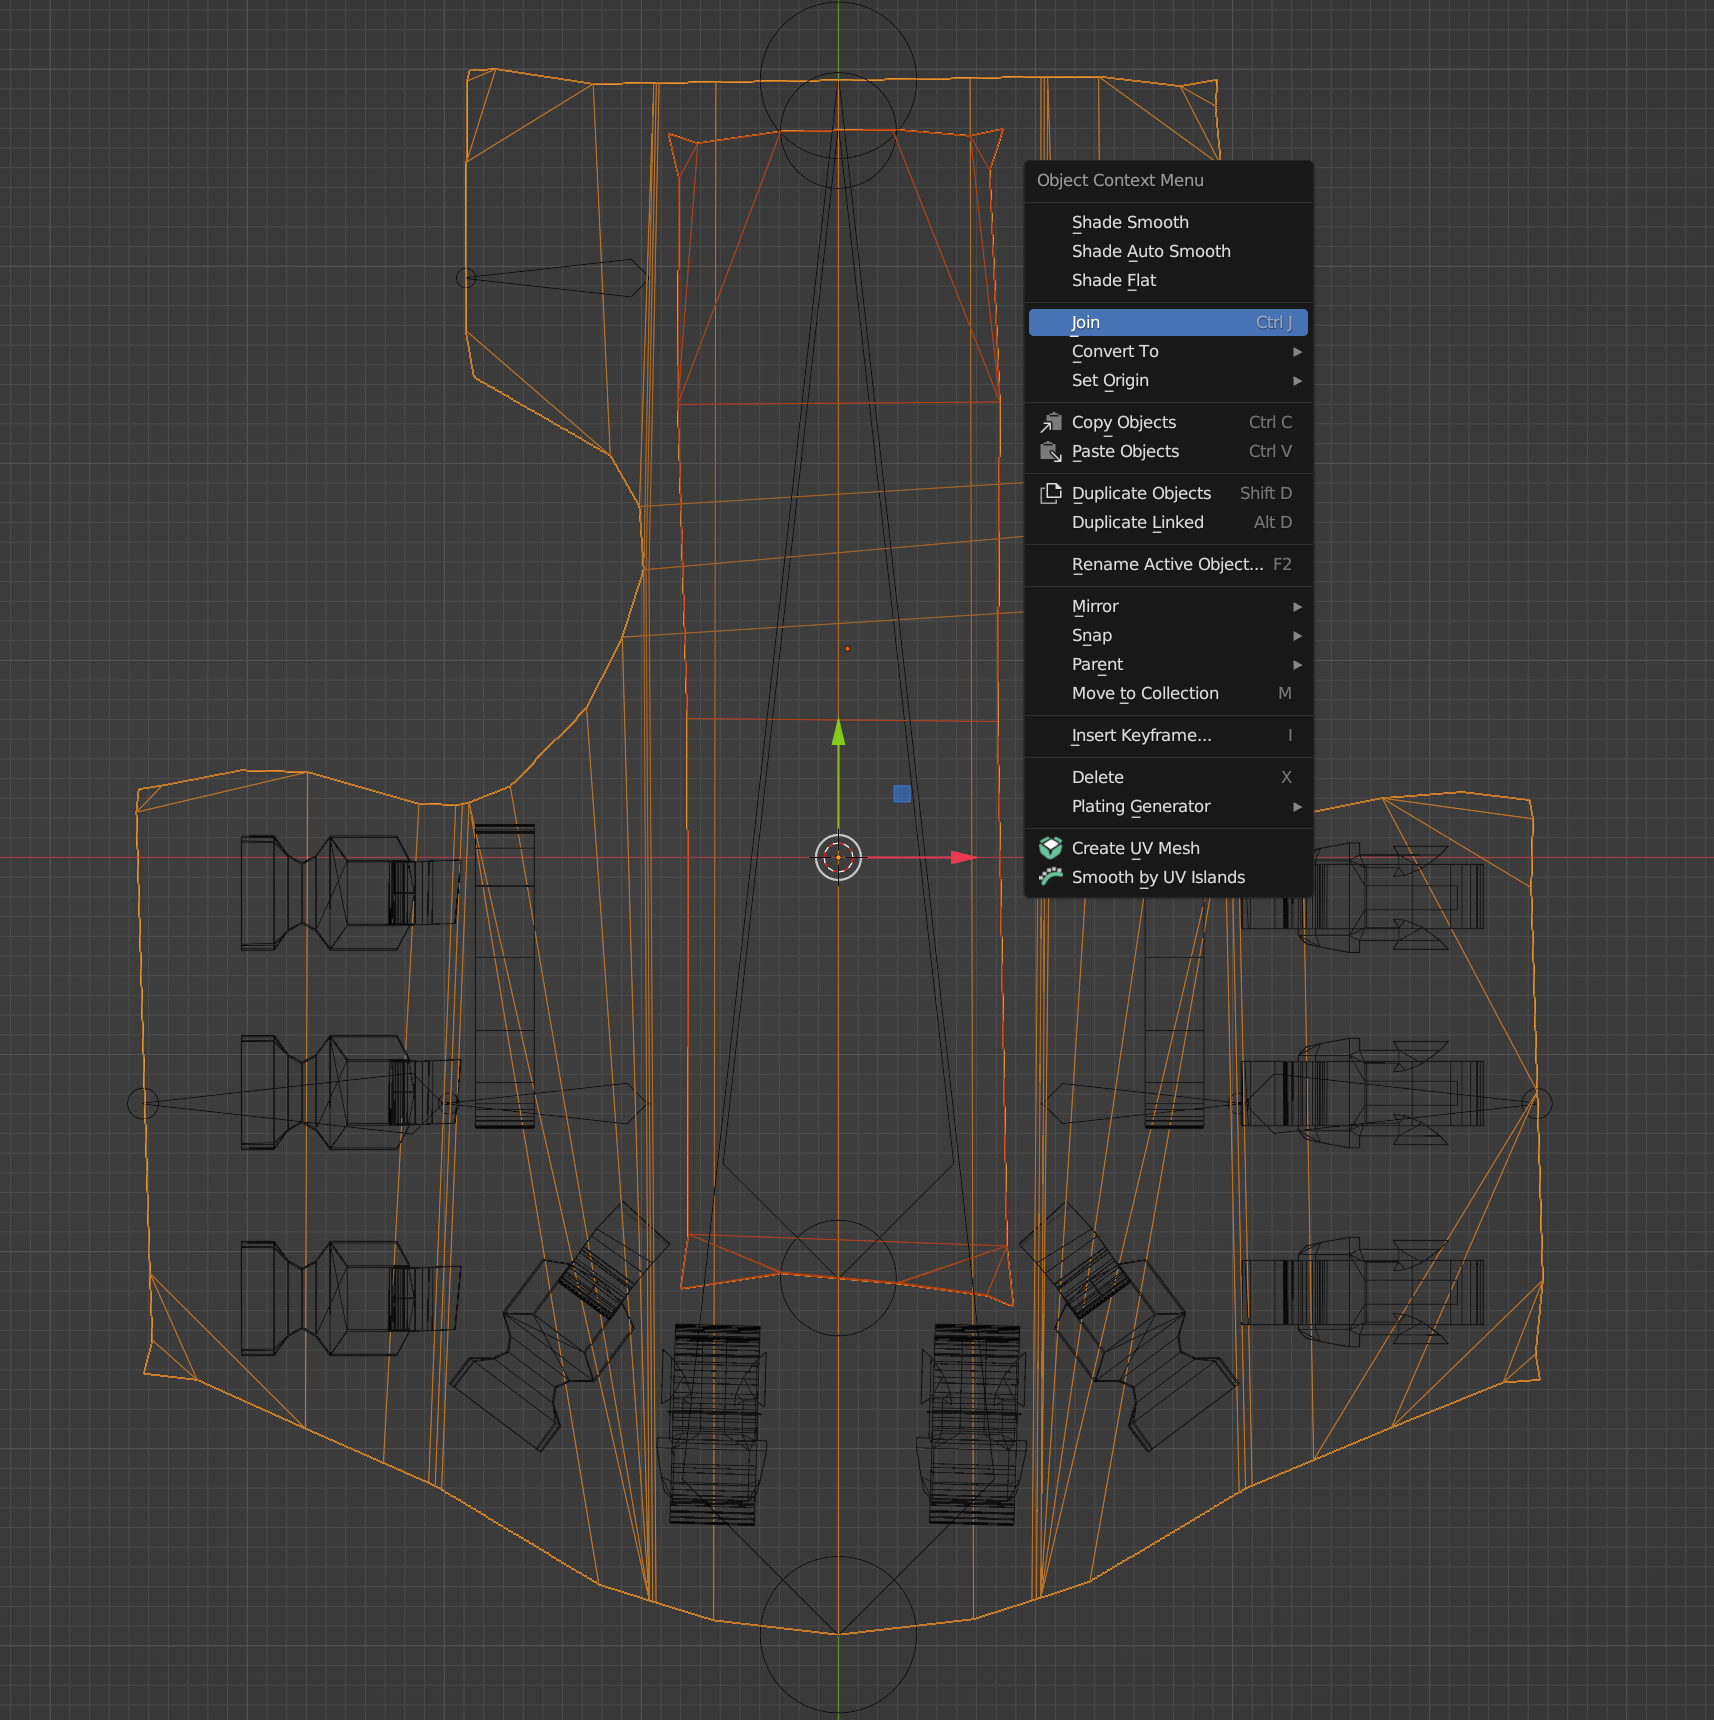 Object Context Menu
Shade Smooth
Shade Auto Smooth
Shade Flat
Join Ctrl J
Convert To
Set Origin
Copy Objects Ctrl C
Paste Objects Ctrl V
Duplicate Objects Shift D
Duplicate Linked Alt D
Rename Active Object... F2
Mirror
Snap
Parent
Move to Collection M
Insert Keyframe... I
Delete X
Plating Generator
Create UV Mesh
Smooth by UV Islands